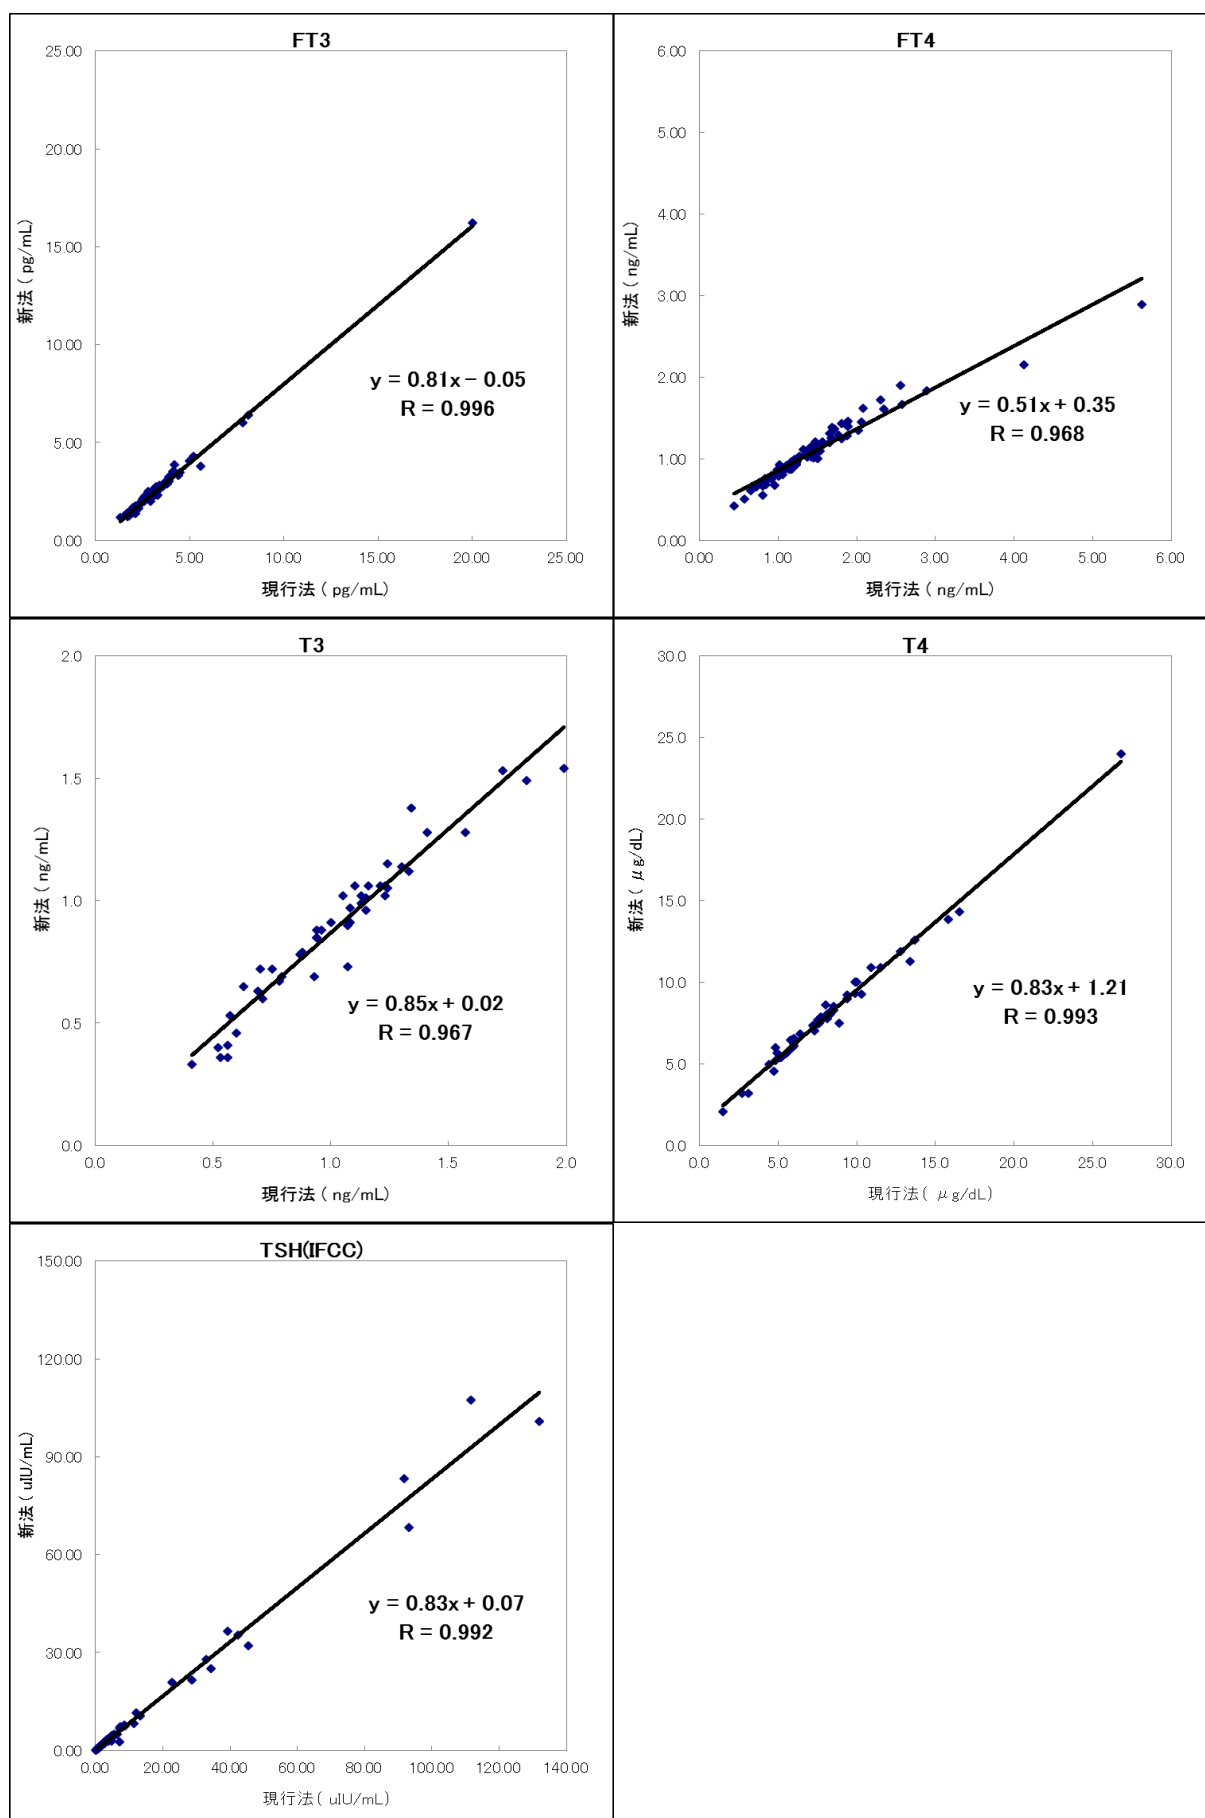 FT3
25.00
20.00
15.00
10.00
5.00
0.00
新法 ( pg/mL)
y = 0.81x − 0.05
R = 0.996
0.00 5.00 10.00 15.00 20.00 25.00
現行法 ( pg/mL)
FT4
6.00
5.00
4.00
3.00
2.00
1.00
0.00
新法 ( ng/mL)
y = 0.51x + 0.35
R = 0.968
0.00 1.00 2.00 3.00 4.00 5.00 6.00
現行法 ( ng/mL)
T3
2.0
1.5
1.0
0.5
0.0
新法 ( ng/mL)
y = 0.85x + 0.02
R = 0.967
0.0 0.5 1.0 1.5 2.0
現行法 ( ng/mL)
T4
30.0
25.0
20.0
15.0
10.0
5.0
0.0
新法 ( μg/dL)
y = 0.83x + 1.21
R = 0.993
0.0 5.0 10.0 15.0 20.0 25.0 30.0
現行法 ( μg/dL)
TSH(IFCC)
150.00
120.00
90.00
60.00
30.00
0.00
新法 ( uIU/mL)
y = 0.83x + 0.07
R = 0.992
0.00 20.00 40.00 60.00 80.00 100.00 120.00 140.00
現行法 ( uIU/mL)